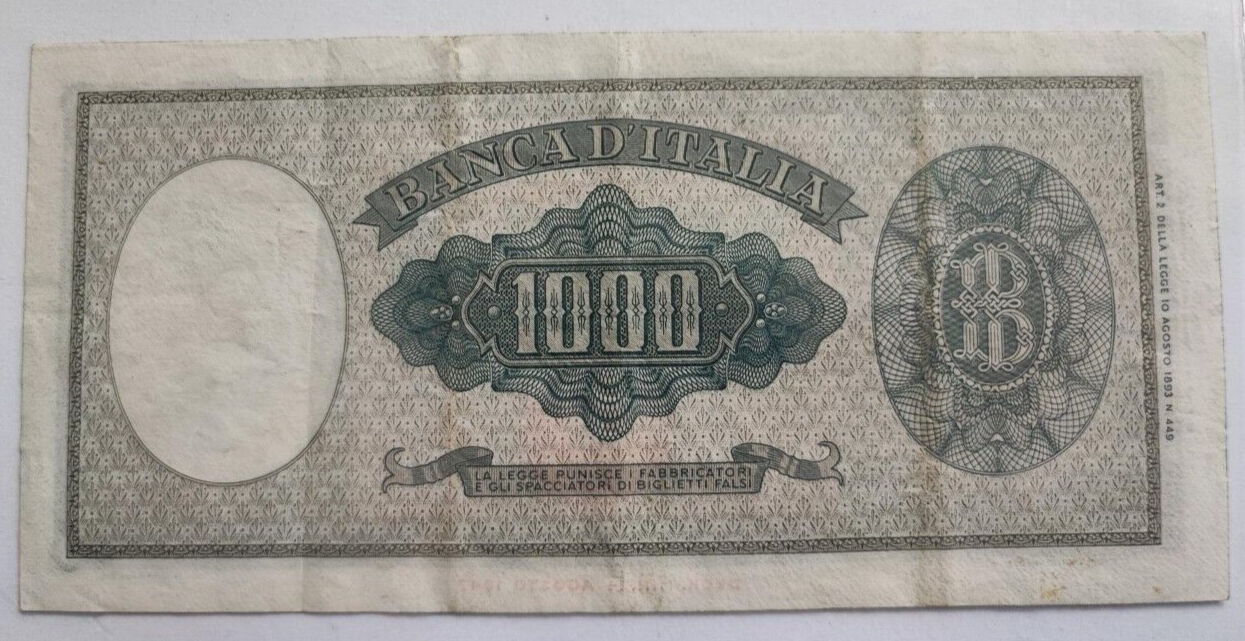 BANCA D'ITALIA
1000
LA LEGGE PUNISCE I FABBRICATORI
E GLI SPACCIATORI DI BIGLIETTI FALSI
ART. 2 DELLA LEGGE 10 AGOSTO 1893 N 449